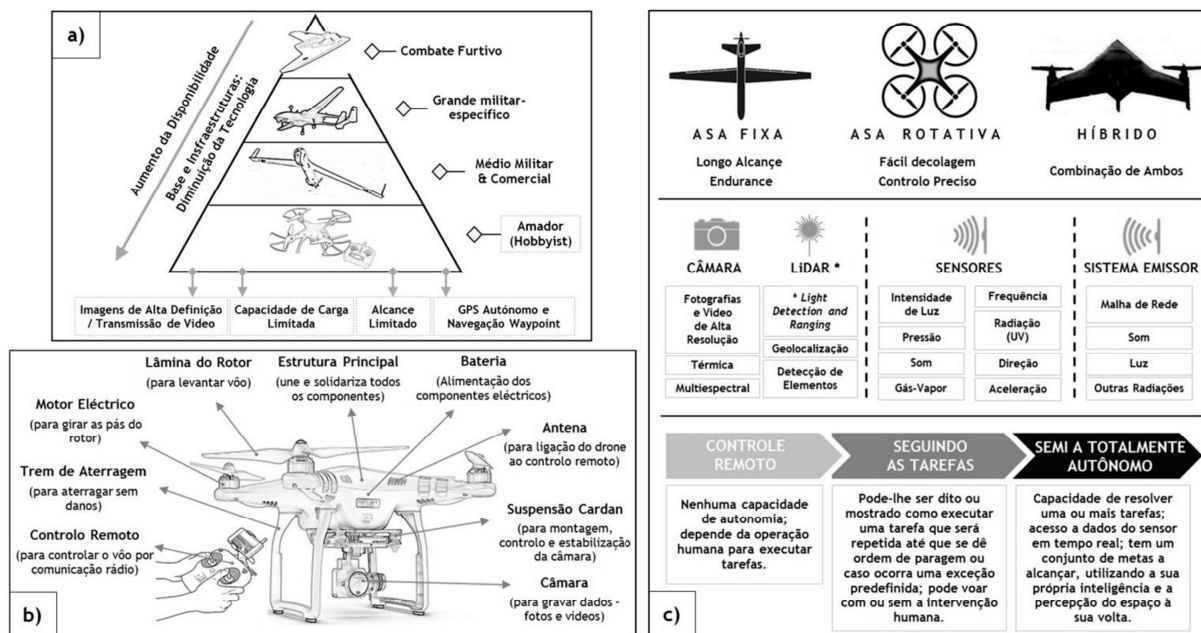 a)
Aumento da Disponibilidade
Base e Insfraestruturas:
Diminuição da Tecnologia
Combate Furtivo
Grande militar-
específico
Médio Militar
& Comercial
Amador
(Hobbyist)
Imagens de Alta Definição
/ Transmissão de Video
Capacidade de Carga
Limitada
Alcance
Limitado
GPS Autónomo e
Navegação Waypoint
Lâmina do Rotor
(para levantar vôo)
Estrutura Principal
(une e solidariza todos
os componentes)
Bateria
(Alimentação dos
componentes eléctricos)
Motor Eléctrico
(para girar as pás do
rotor)
Antena
(para ligação do drone
ao controlo remoto)
Trem de Aterragem
(para aterragar sem
danos)
Suspensão Cardan
(para montagem,
controlo e estabilização
da câmara)
Controlo Remoto
(para controlar o vôo por
comunicação rádio)
Câmara
(para gravar dados -
fotos e videos)
b)
ASA FIXA
Longo Alcançe
Endurance
ASA ROTATIVA
Fácil decolagem
Controlo Preciso
HÍBRIDO
Combinação de Ambos
CÂMARA
Fotografias
e Video
de Alta
Resolução
Térmica
Multiespectral
LiDAR *
* Light
Detection and
Ranging
Geolocalização
Detecção de
Elementos
SENSORES
Intensidade
de Luz
Pressão
Som
Gás-Vapor
Frequência
Radiação
(UV)
Direção
Aceleração
SISTEMA EMISSOR
Malha de Rede
Som
Luz
Outras Radiações
CONTROLE
REMOTO
Nenhuma capacidade
de autonomia;
depende da operação
humana para executar
tarefas.
SEGUINDO
AS TAREFAS
Pode-lhe ser dito ou
mostrado como executar
uma tarefa que será
repetida até que se dê
ordem de paragem ou
caso ocorra uma exceção
predefinida; pode voar
com ou sem a intervenção
humana.
SEMI A TOTALMENTE
AUTÔNOMO
Capacidade de resolver
uma ou mais tarefas;
acesso a dados do sensor
em tempo real; tem um
conjunto de metas a
alcançar, utilizando a sua
própria inteligência e a
percepção do espaço à
sua volta.
c)